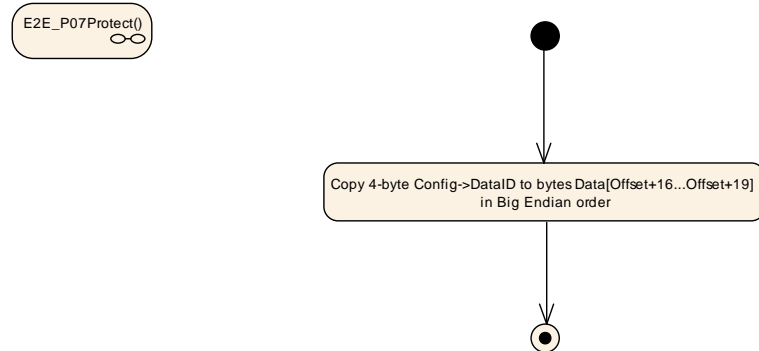 E2E_P07Protect()
Copy 4-byte Config->DataID to bytes Data[Offset+16...Offset+19]
in Big Endian order